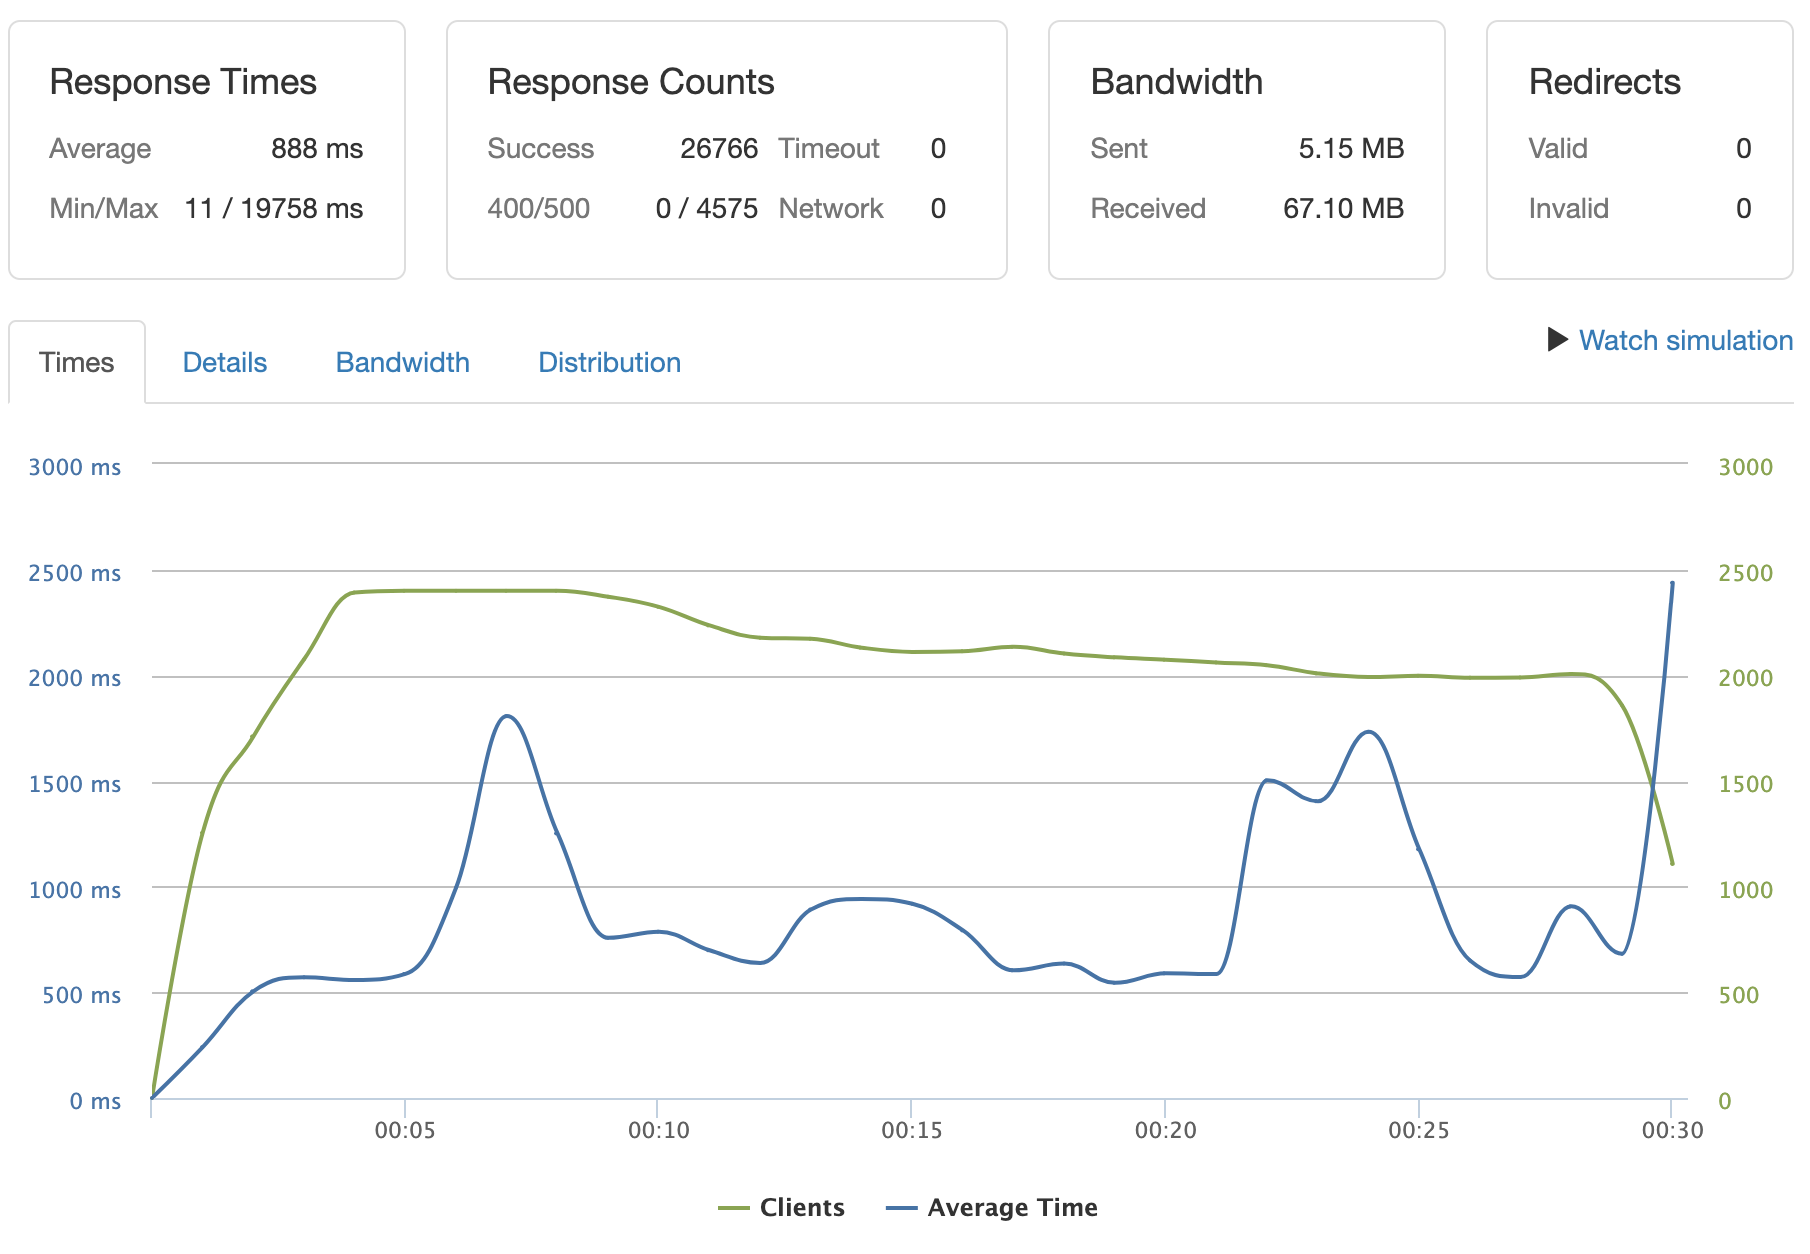 Response Times
Average 888 ms
Min/Max 11 / 19758 ms
Response Counts
Success 26766 Timeout 0
400/500 0 / 4575 Network 0
Bandwidth
Sent 5.15 MB
Received 67.10 MB
Redirects
Valid 0
Invalid 0
Times Details Bandwidth Distribution
Watch simulation
3000 ms 3000
2500 ms 2500
2000 ms 2000
1500 ms 1500
1000 ms 1000
500 ms 500
0 ms 0
00:05 00:10 00:15 00:20 00:25 00:30
Clients Average Time